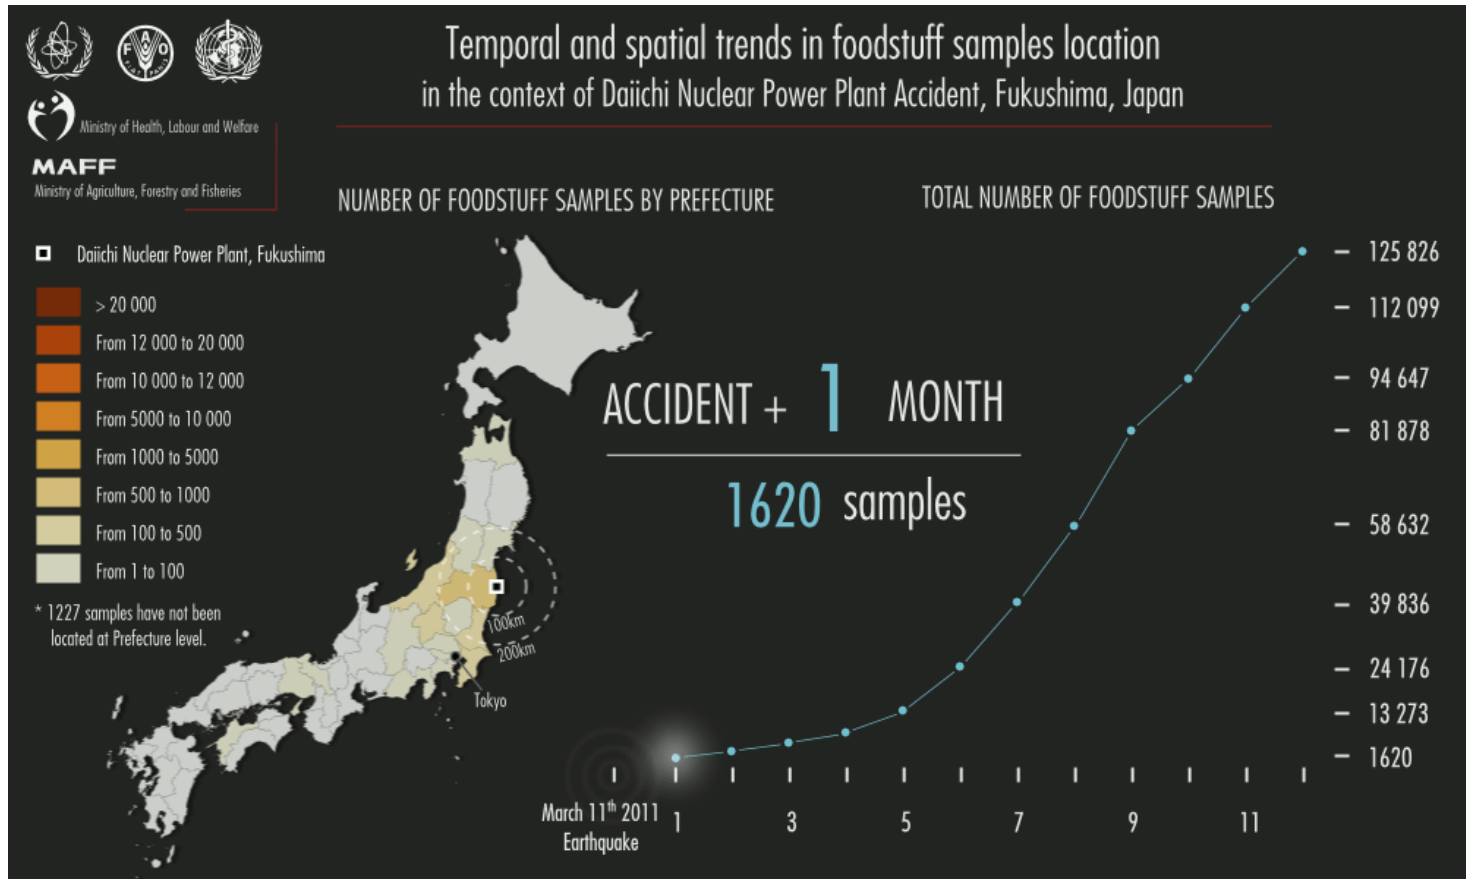 Temporal and spatial trends in foodstuff samples location
in the context of Daiichi Nuclear Power Plant Accident, Fukushima, Japan
F A O
FIAT PANIS
Ministry of Health, Labour and Welfare
MAFF
Ministry of Agriculture, Forestry and Fisheries
NUMBER OF FOODSTUFF SAMPLES BY PREFECTURE
TOTAL NUMBER OF FOODSTUFF SAMPLES
Daiichi Nuclear Power Plant, Fukushima
> 20 000
From 12 000 to 20 000
From 10 000 to 12 000
From 5000 to 10 000
From 1000 to 5000
From 500 to 1000
From 100 to 500
From 1 to 100
* 1227 samples have not been
located at Prefecture level.
100km
200km
Tokyo
ACCIDENT + 1 MONTH
1620 samples
125 826
112 099
94 647
81 878
58 632
39 836
24 176
13 273
1620
March 11th 2011
Earthquake
1 3 5 7 9 11